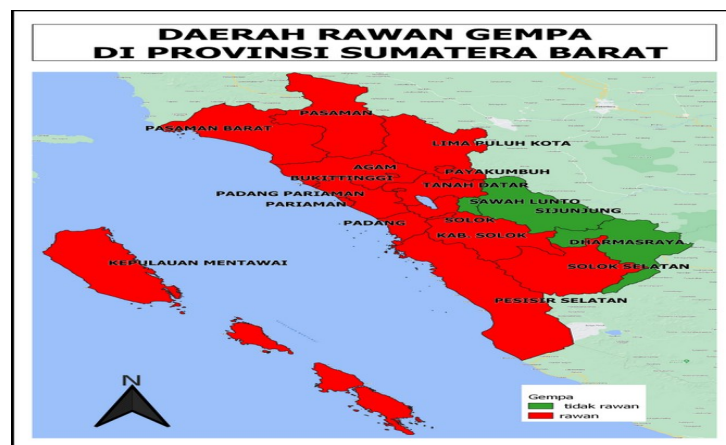 DAERAH RAWAN GEMPA
DI PROVINSI SUMATERA BARAT
PASAMAN
PASAMAN BARAT
LIMA PULUH KOTA
AGAM
PAYAKUMBUH
BUKITTINGGI
TANAH DATAR
PADANG PARIAMAN
SAWAH LUNTO
PARIAMAN
SIJUNJUNG
PADANG
SOLOK
KAB. SOLOK
DHARMASRAYA
KEPULAUAN MENTAWAI
SOLOK SELATAN
PESISIR SELATAN
N
Gempa
tidak rawan
rawan